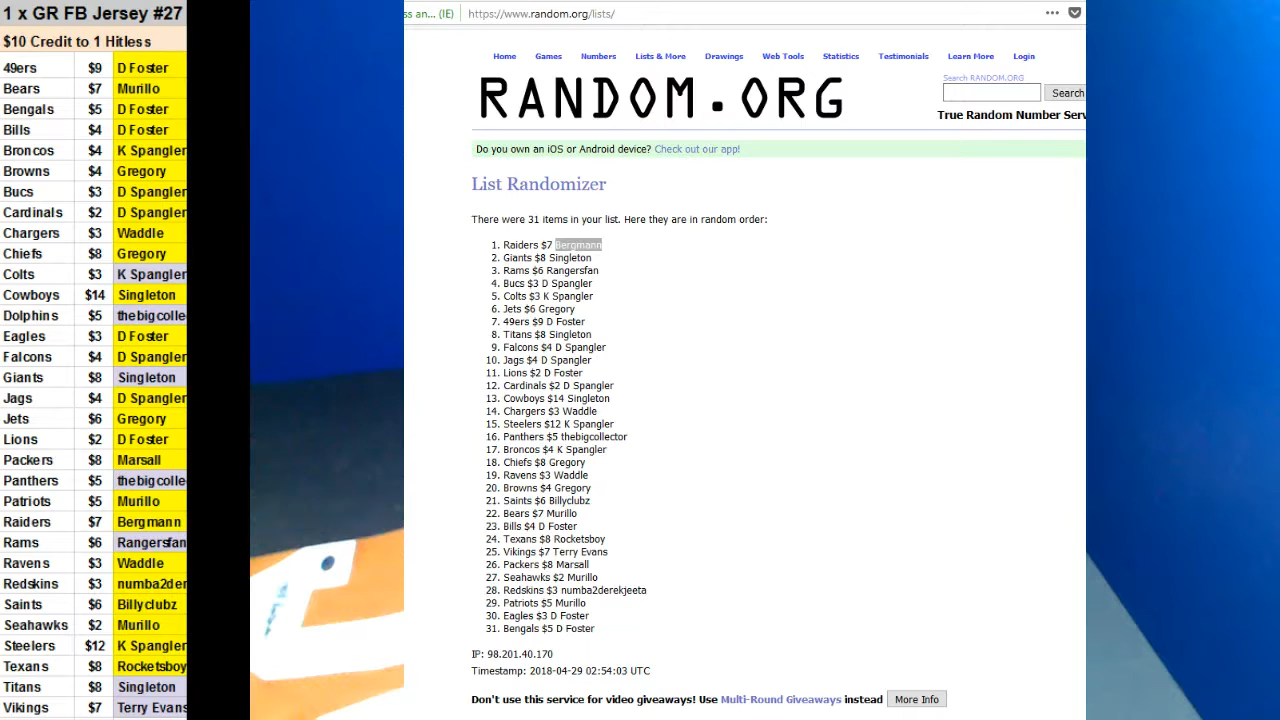 1 x GR FB Jersey #27
$10 Credit to 1 Hitless
49ers $9 D Foster
Bears $7 Murillo
Bengals $5 D Foster
Bills $4 D Foster
Broncos $4 K Spangler
Browns $4 Gregory
Bucs $3 D Spangler
Cardinals $2 D Spangler
Chargers $3 Waddle
Chiefs $8 Gregory
Colts $3 K Spangler
Cowboys $14 Singleton
Dolphins $5 thebigcolle
Eagles $3 D Foster
Falcons $4 D Spangler
Giants $8 Singleton
Jags $4 D Spangler
Jets $6 Gregory
Lions $2 D Foster
Packers $8 Marsall
Panthers $5 thebigcolle
Patriots $5 Murillo
Raiders $7 Bergmann
Rams $6 Rangersfan
Ravens $3 Waddle
Redskins $3 numba2der
Saints $6 Billyclubz
Seahawks $2 Murillo
Steelers $12 K Spangler
Texans $8 Rocketsboy
Titans $8 Singleton
Vikings $7 Terry Evans
ss an... (IE) https://www.random.org/lists/
Home Games Numbers Lists & More Drawings Web Tools Statistics Testimonials Learn More Login
RANDOM.ORG
Search RANDOM.ORG
Search
True Random Number Serv
Do you own an iOS or Android device? Check out our app!
List Randomizer
There were 31 items in your list. Here they are in random order:
1. Raiders $7 Bergmann
2. Giants $8 Singleton
3. Rams $6 Rangersfan
4. Bucs $3 D Spangler
5. Colts $3 K Spangler
6. Jets $6 Gregory
7. 49ers $9 D Foster
8. Titans $8 Singleton
9. Falcons $4 D Spangler
10. Jags $4 D Spangler
11. Lions $2 D Foster
12. Cardinals $2 D Spangler
13. Cowboys $14 Singleton
14. Chargers $3 Waddle
15. Steelers $12 K Spangler
16. Panthers $5 thebigcollector
17. Broncos $4 K Spangler
18. Chiefs $8 Gregory
19. Ravens $3 Waddle
20. Browns $4 Gregory
21. Saints $6 Billyclubz
22. Bears $7 Murillo
23. Bills $4 D Foster
24. Texans $8 Rocketsboy
25. Vikings $7 Terry Evans
26. Packers $8 Marsall
27. Seahawks $2 Murillo
28. Redskins $3 numba2derekjeeta
29. Patriots $5 Murillo
30. Eagles $3 D Foster
31. Bengals $5 D Foster
IP: 98.201.40.170
Timestamp: 2018-04-29 02:54:03 UTC
Don't use this service for video giveaways! Use Multi-Round Giveaways instead
More Info